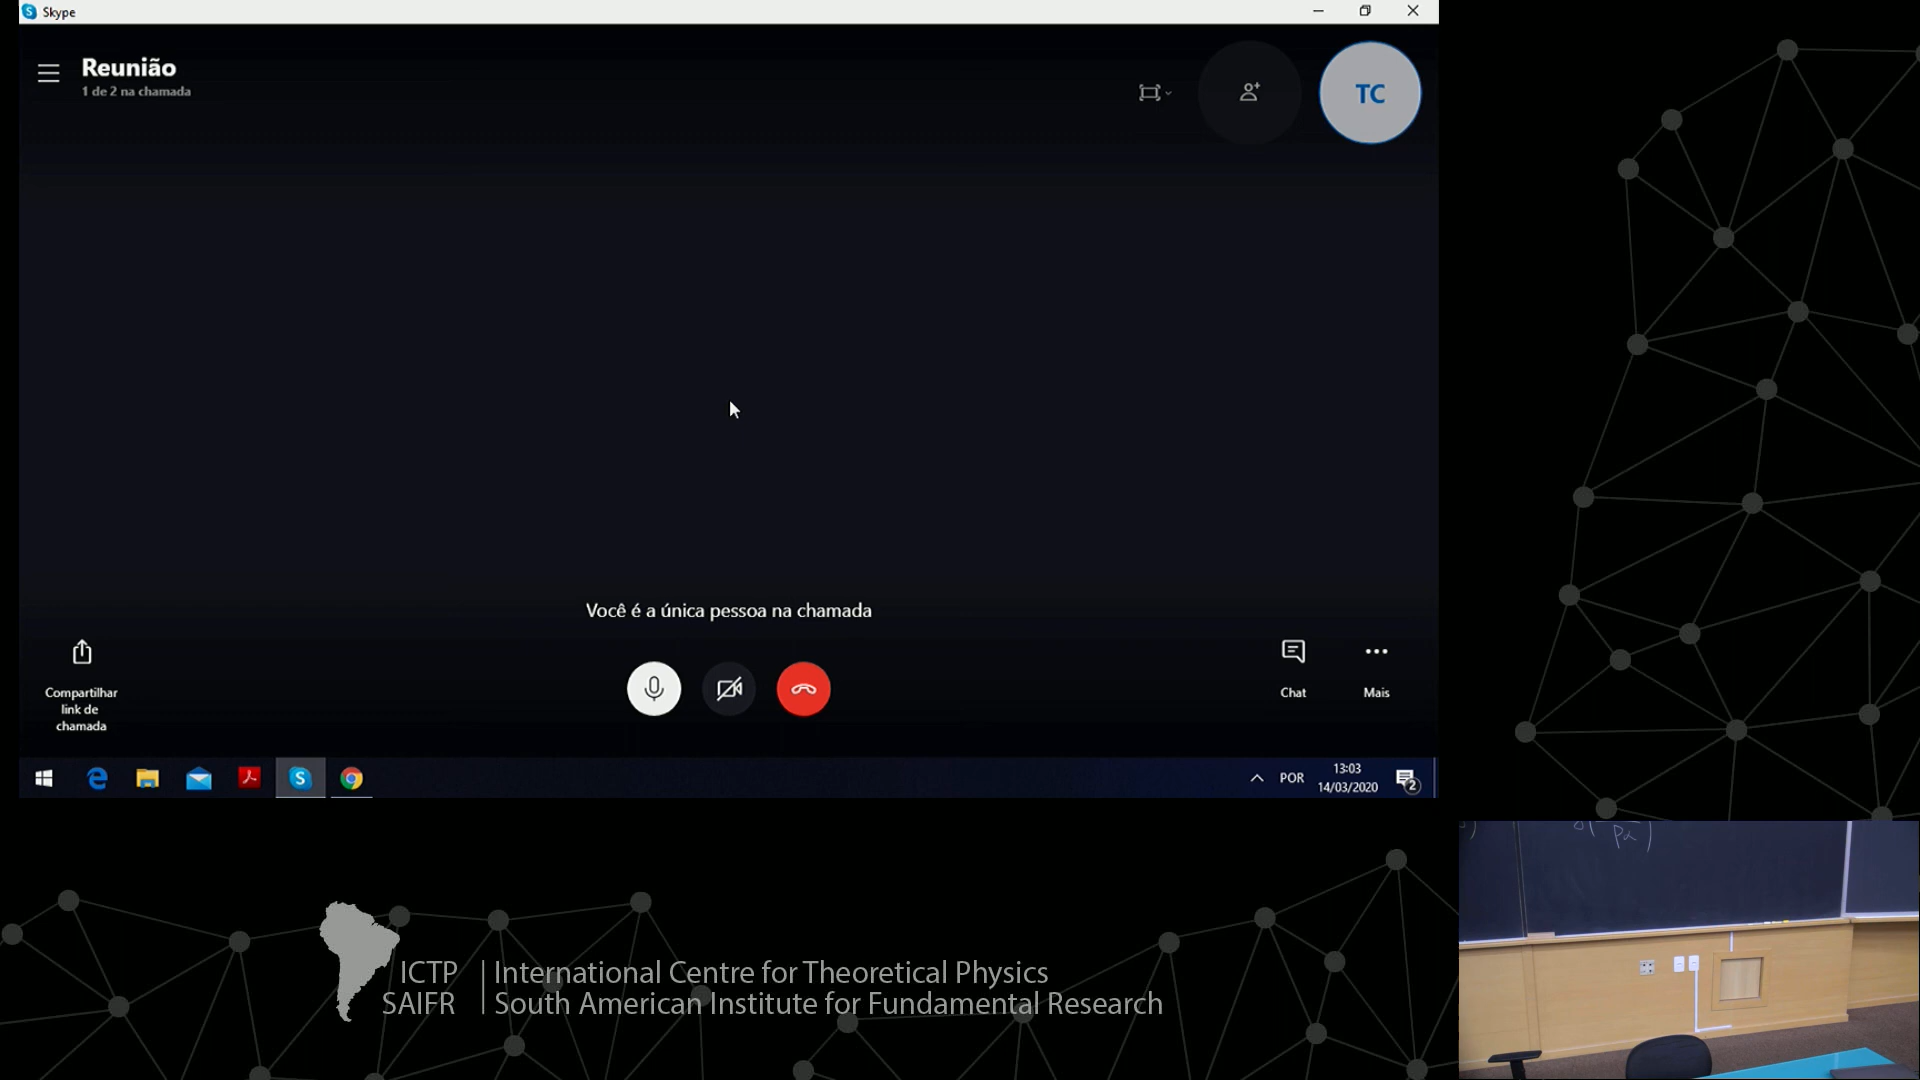 Skype
Reunião
1 de 2 na chamada
TC
Você é a única pessoa na chamada
Compartilhar
link de
chamada
Chat
Mais
S
POR
13:03
14/03/2020
2
pα )
ICTP
SAIFR
International Centre for Theoretical Physics
South American Institute for Fundamental Research